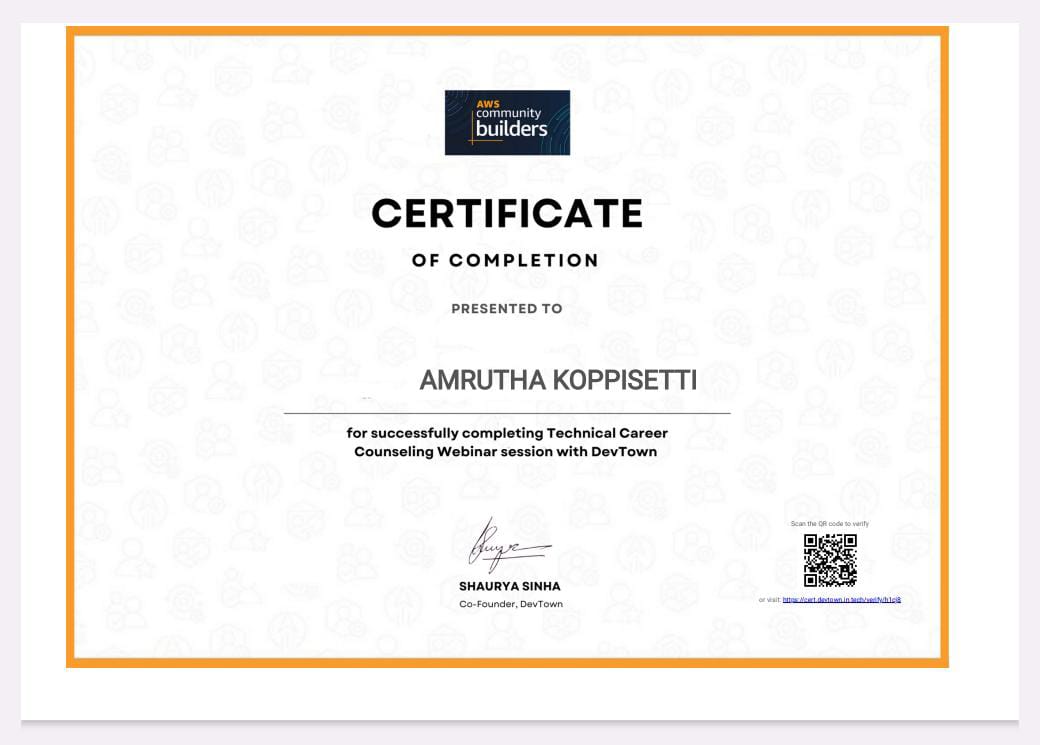 AWS
community
builders
CERTIFICATE
OF COMPLETION
PRESENTED TO
AMRUTHA KOPPISETTI
for successfully completing Technical Career
Counseling Webinar session with DevTown
SHAURYA SINHA
Co-Founder, DevTown
Scan the QR code to verify
or visit: https://cert.devtown.in.tech/verify/h1cj8